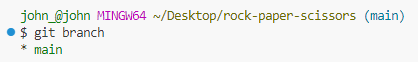 john_@john MINGW64 ~/Desktop/rock-paper-scissors (main)
$ git branch
* main